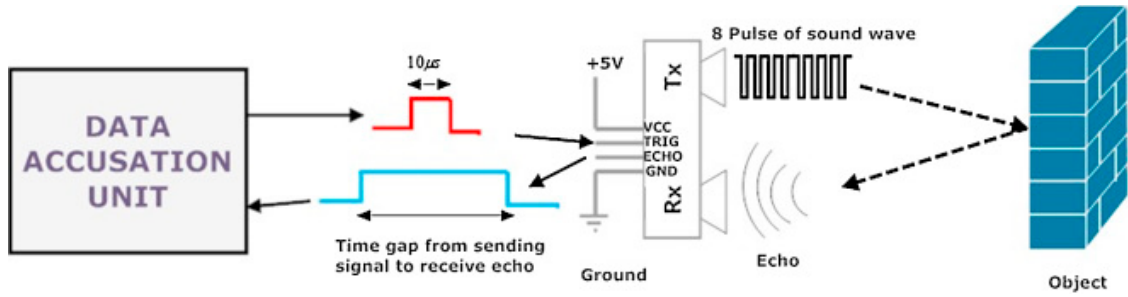 8 Pulse of sound wave
10μs
+5V
Tx
DATA
ACCUSATION
UNIT
VCC
TRIG
ECHO
GND
Rx
Time gap from sending
signal to receive echo
Ground
Echo
Object